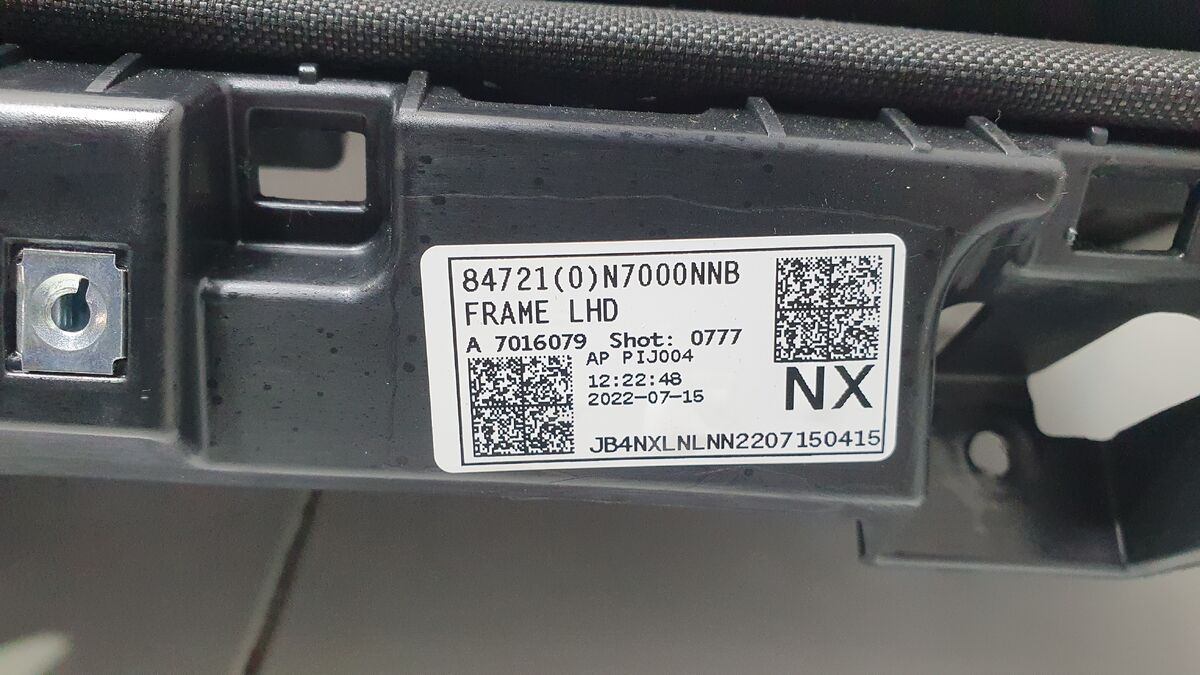 84721(0)N7000NNB
FRAME LHD
A 7016079 Shot: 0777
AP PIJ004
12:22:48
2022-07-15
NX
JB4NXLNLNN2207150415